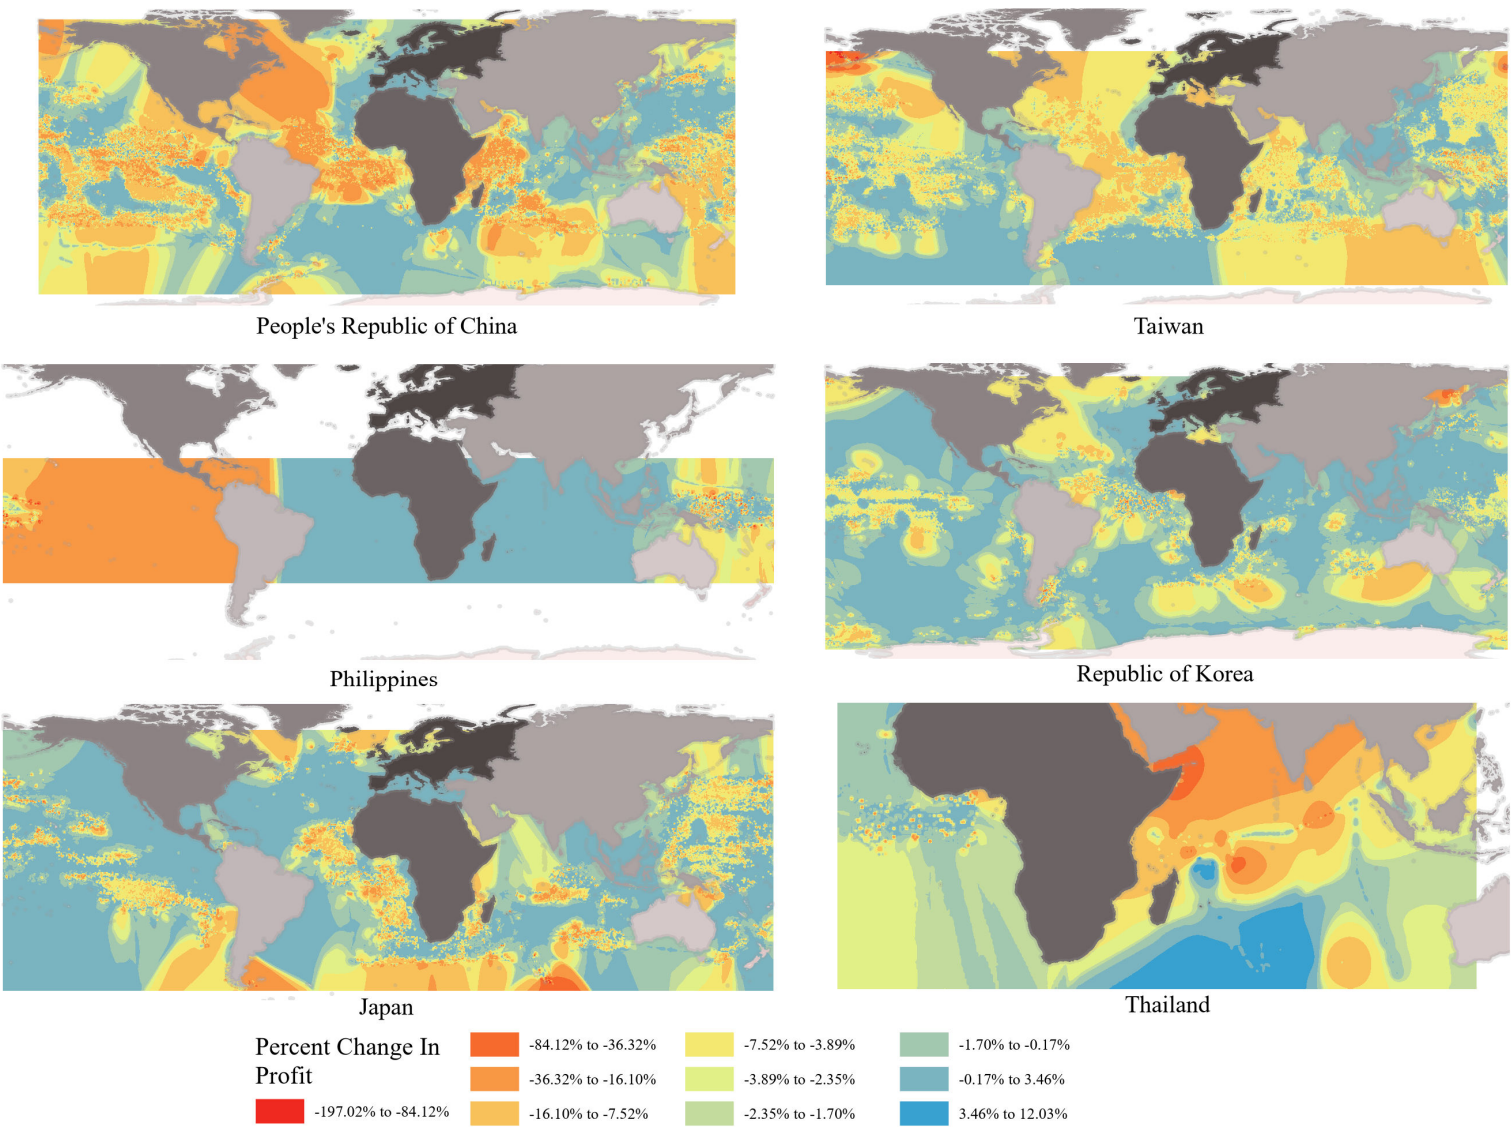 People's Republic of China
Taiwan
Philippines
Republic of Korea
Japan
Thailand
Percent Change In
Profit
-197.02% to -84.12%
-84.12% to -36.32%
-36.32% to -16.10%
-16.10% to -7.52%
-7.52% to -3.89%
-3.89% to -2.35%
-2.35% to -1.70%
-1.70% to -0.17%
-0.17% to 3.46%
3.46% to 12.03%